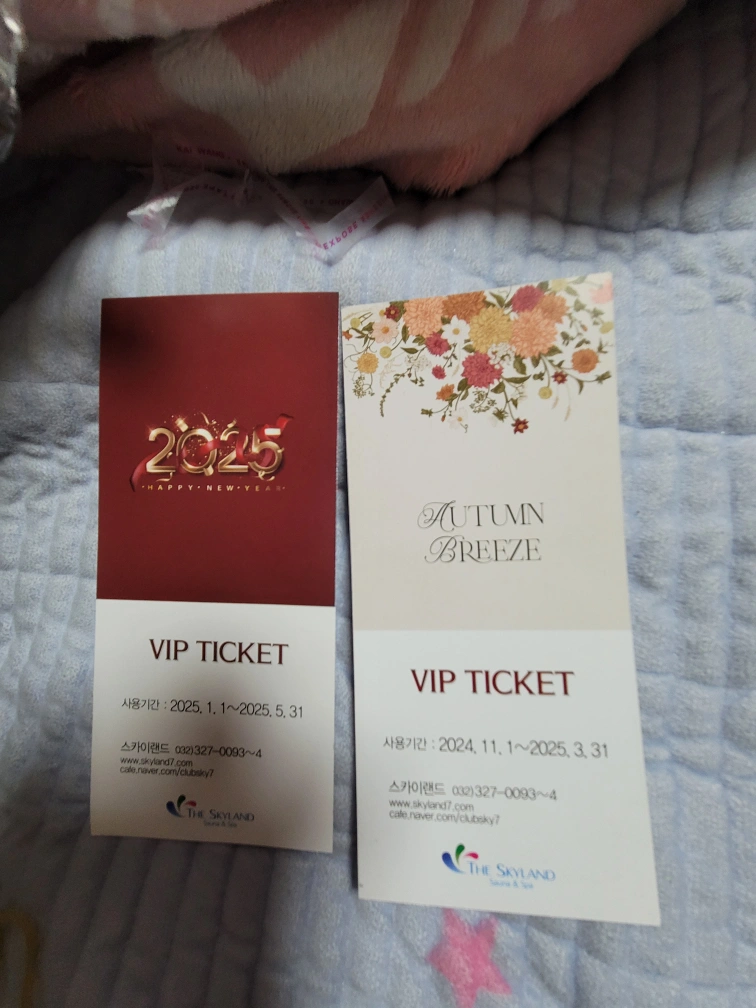 2025
HAPPY NEW YEAR
VIP TICKET
사용기간 : 2025. 1. 1~2025. 5. 31
스카이랜드 032)327-0093~4
www.skyland7.com
cafe.naver.com/clubsky7
THE SKYLAND
Sauna & Spa
AUTUMN
BREEZE
VIP TICKET
사용기간 : 2024. 11. 1~2025. 3. 31
스카이랜드 032)327-0093~4
www.skyland7.com
cafe.naver.com/clubsky7
THE SKYLAND
Sauna & Spa